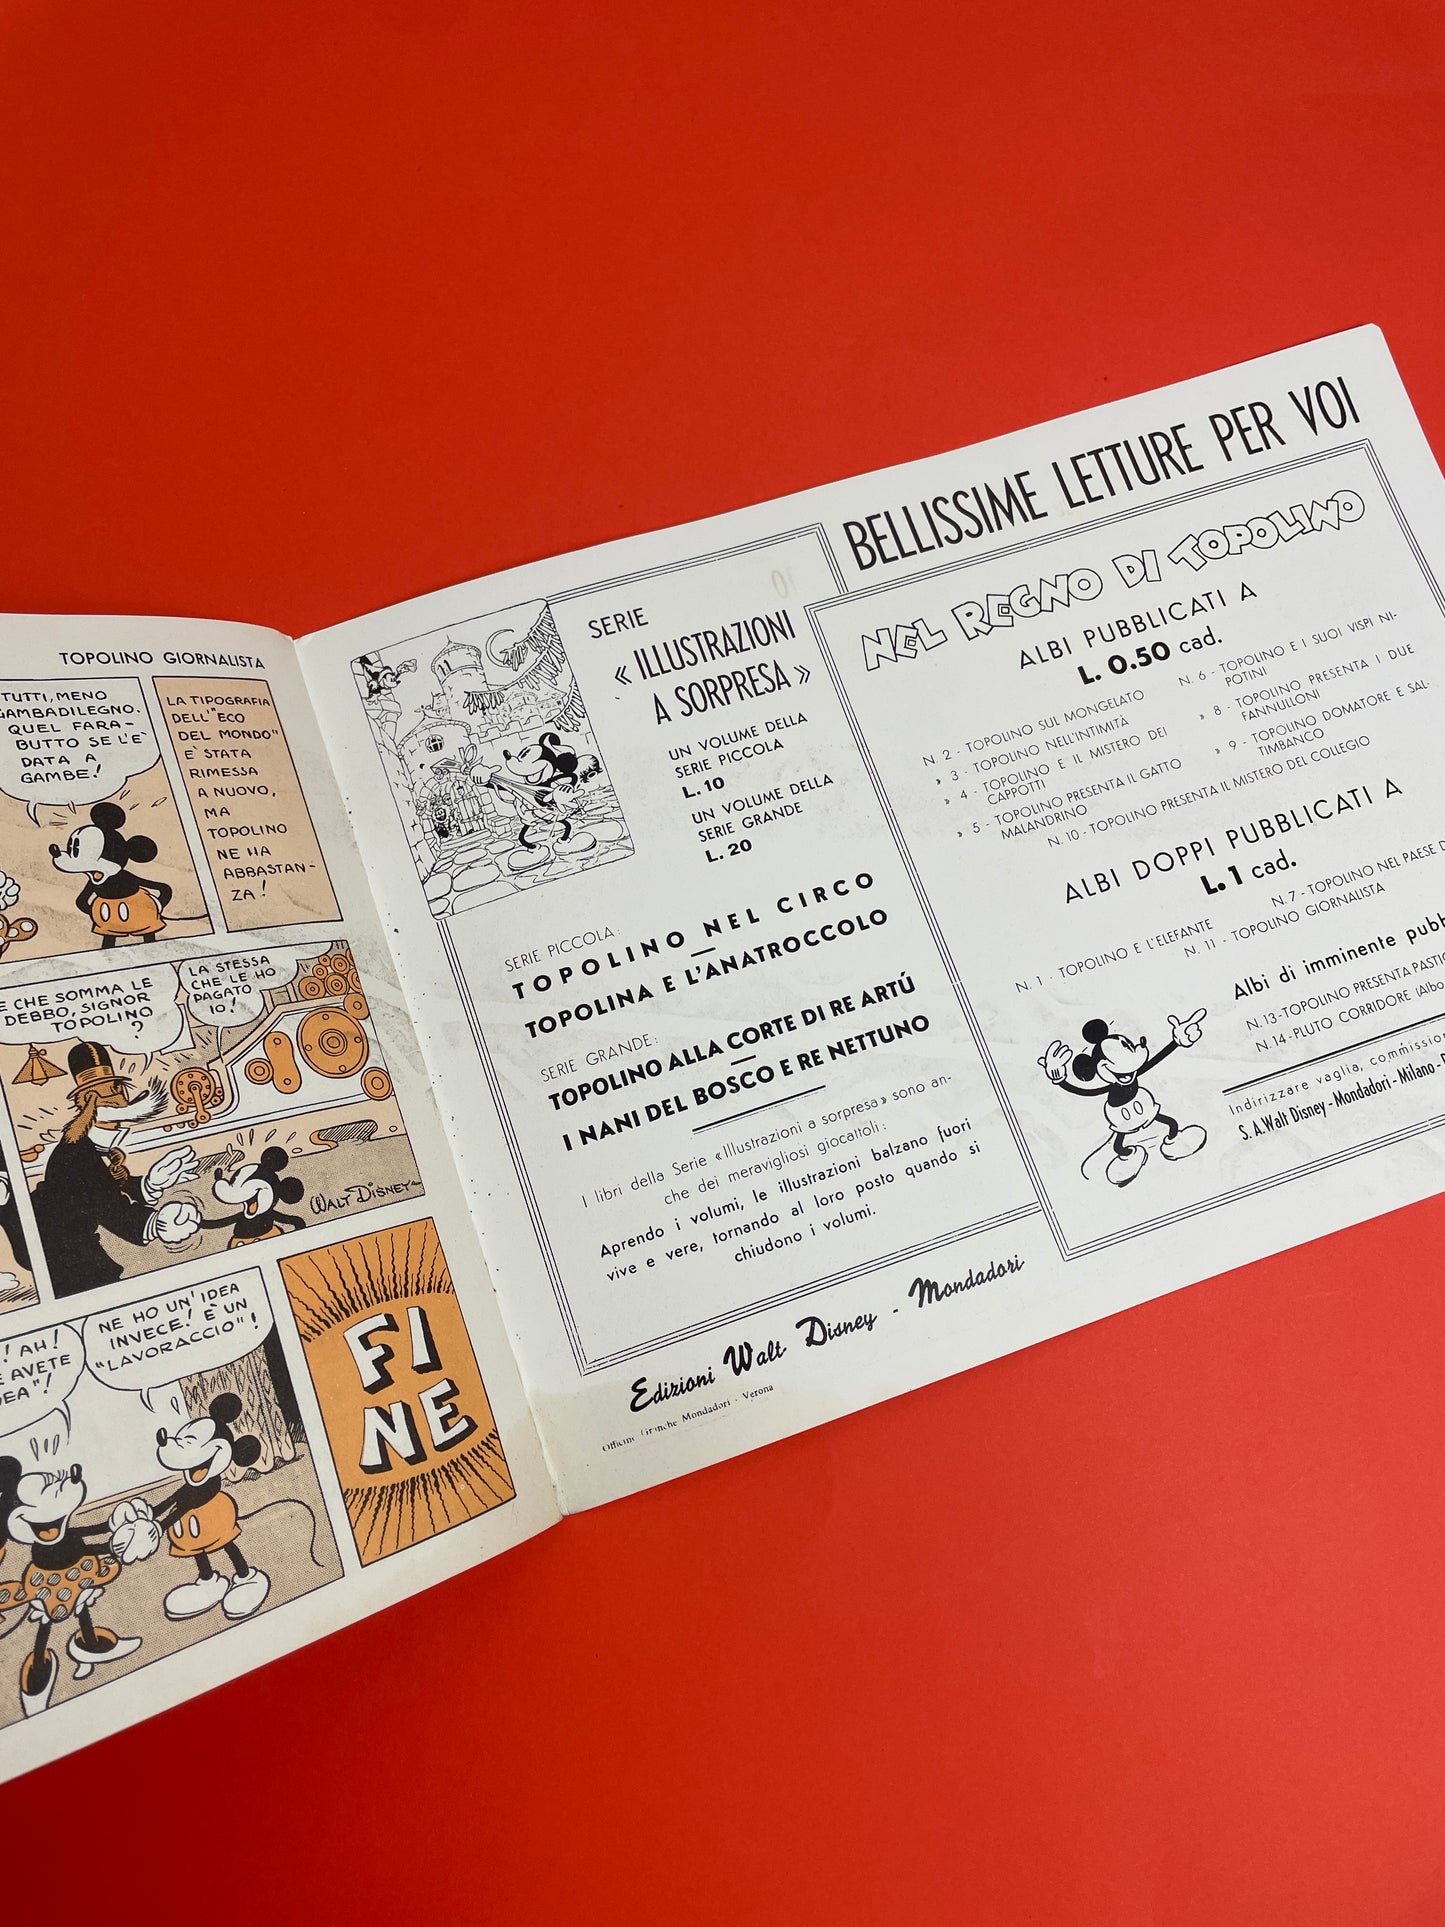 TOPOLINO GIORNALISTA
TUTTI, MENO
GAMBADILEGNO.
QUEL FARA-
BUTTO SE L'È
DATA A
GAMBE!
LA TIPOGRAFIA
DELL'"ECO
DEL MONDO"
E' STATA
RIMESSA
A NUOVO,
MA
TOPOLINO
NE HA
ABBASTAN-
ZA!
E CHE SOMMA LE
DEBBO, SIGNOR
TOPOLINO
?
LA STESSA
CHE LE HO
PAGATO
IO!
WALT DISNEY
! AH!
E AVETE
DEA"!
NE HO UN'IDEA
INVECE! È UN
"LAVORACCIO"!
FI
NE
BELLISSIME LETTURE PER VOI
SERIE
« ILLUSTRAZIONI
A SORPRESA »
UN VOLUME DELLA
SERIE PICCOLA
L. 10
UN VOLUME DELLA
SERIE GRANDE
L. 20
SERIE PICCOLA:
TOPOLINO NEL CIRCO
TOPOLINA E L'ANATROCCOLO
SERIE GRANDE:
TOPOLINO ALLA CORTE DI RE ARTÚ
I NANI DEL BOSCO E RE NETTUNO
I libri della Serie «Illustrazioni a sorpresa» sono an-
che dei meravigliosi giocattoli:
Aprendo i volumi, le illustrazioni balzano fuori
vive e vere, tornando al loro posto quando si
chiudono i volumi.
Edizioni Walt Disney - Mondadori
Officine Grafiche Mondadori - Verona
NEL REGNO DI TOPOLINO
ALBI PUBBLICATI A
L. 0.50 cad.
N. 2 - TOPOLINO SUL MONGELATO
» 3 - TOPOLINO NELL'INTIMITÀ
» 4 - TOPOLINO E IL MISTERO DEI
CAPPOTTI
» 5 - TOPOLINO PRESENTA IL GATTO
MALANDRINO
N. 6 - TOPOLINO E I SUOI VISPI NI-
POTINI
» 8 - TOPOLINO PRESENTA I DUE
FANNULLONI
» 9 - TOPOLINO DOMATORE E SAL-
TIMBANCO
N. 10 - TOPOLINO PRESENTA IL MISTERO DEL COLLEGIO
ALBI DOPPI PUBBLICATI A
L. 1 cad.
N. 1 - TOPOLINO E L'ELEFANTE
N. 7 - TOPOLINO NEL PAESE D
N. 11 - TOPOLINO GIORNALISTA
Albi di imminente pubb
N. 13 - TOPOLINO PRESENTA PASTIC
N. 14 - PLUTO CORRIDORE (Albo
Indirizzare vaglia, commission
S. A. Walt Disney - Mondadori - Milano -